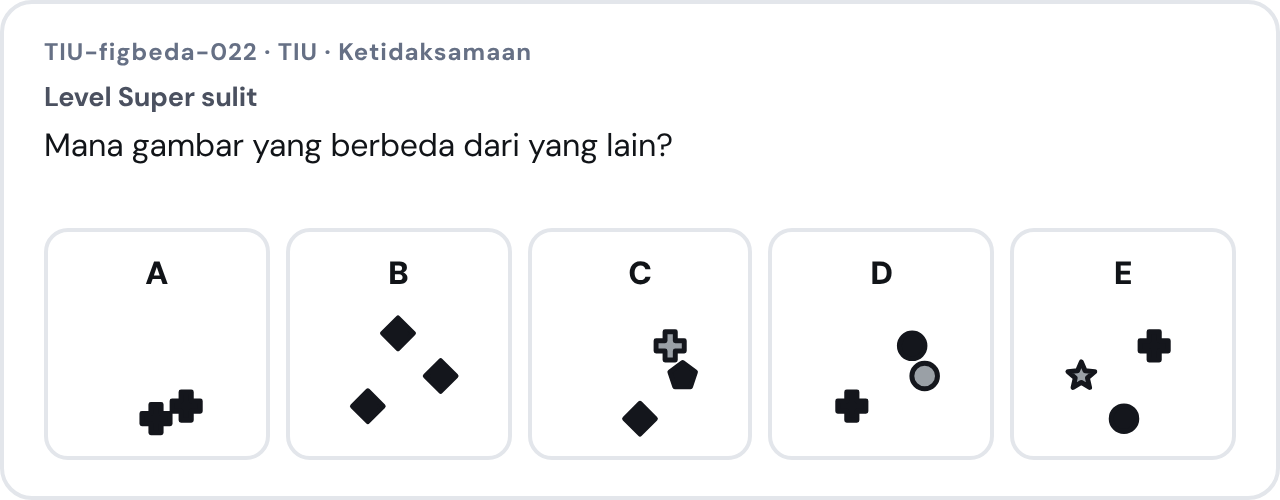 TIU-figbeda-022 · TIU · Ketidaksamaan
Level Super sulit
Mana gambar yang berbeda dari yang lain?
A B C D E